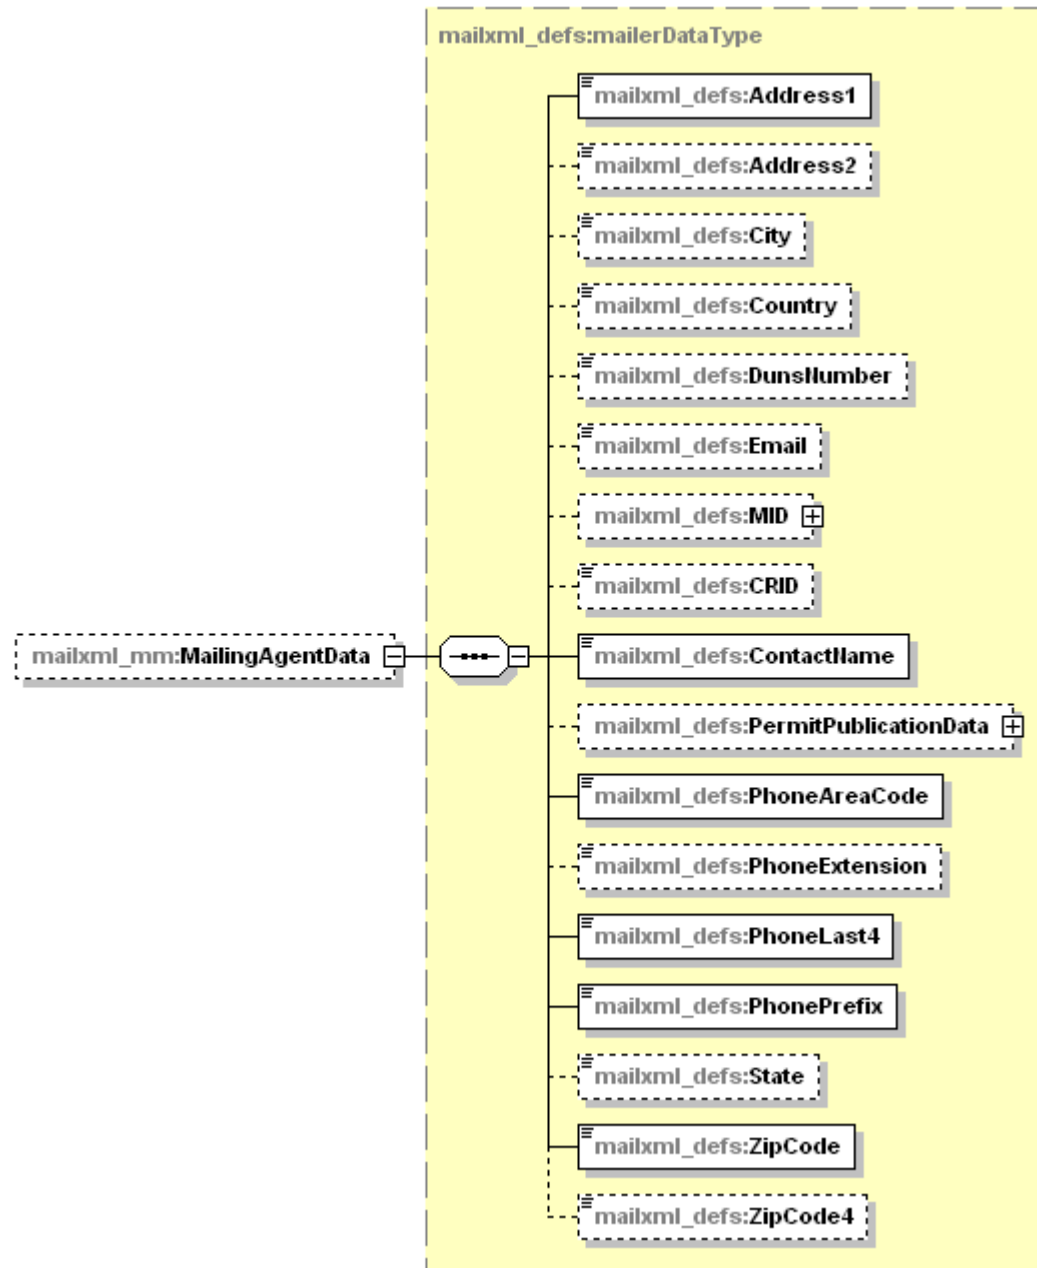 mailxml_defs:mailerDataType
mailxml_defs:Address1
mailxml_defs:Address2
mailxml_defs:City
mailxml_defs:Country
mailxml_defs:DunsNumber
mailxml_defs:Email
mailxml_defs:MID
mailxml_defs:CRID
mailxml_mm:MailingAgentData
mailxml_defs:ContactName
mailxml_defs:PermitPublicationData
mailxml_defs:PhoneAreaCode
mailxml_defs:PhoneExtension
mailxml_defs:PhoneLast4
mailxml_defs:PhonePrefix
mailxml_defs:State
mailxml_defs:ZipCode
mailxml_defs:ZipCode4